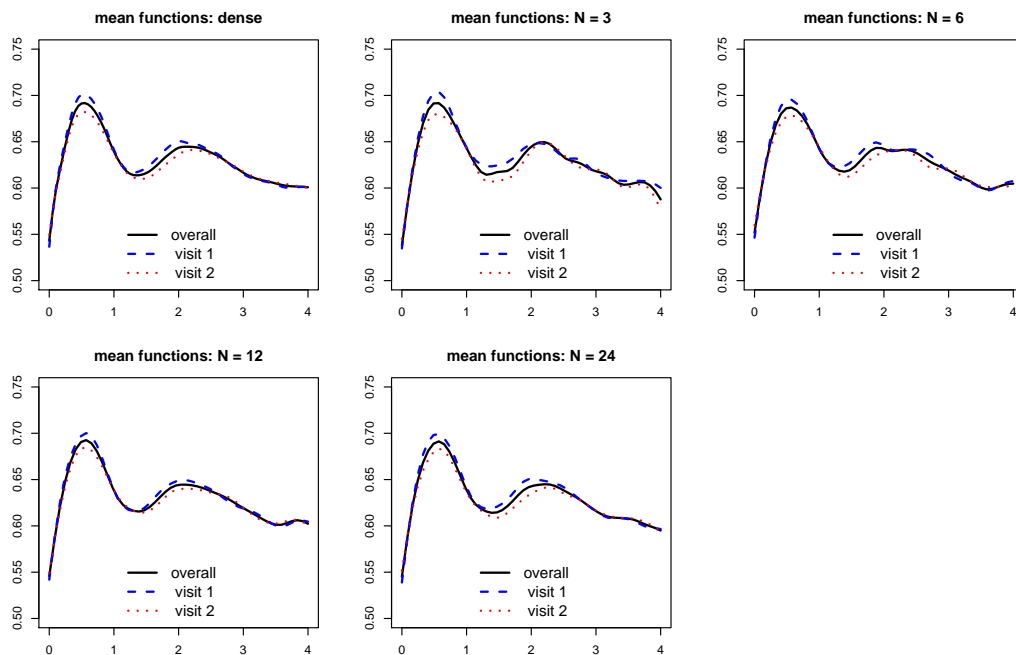 mean functions: dense
0.75
0.70
0.65
0.60
0.55
0.50
overall
visit 1
visit 2
0 1 2 3 4
mean functions: N = 3
0.75
0.70
0.65
0.60
0.55
0.50
overall
visit 1
visit 2
0 1 2 3 4
mean functions: N = 6
0.75
0.70
0.65
0.60
0.55
0.50
overall
visit 1
visit 2
0 1 2 3 4
mean functions: N = 12
0.75
0.70
0.65
0.60
0.55
0.50
overall
visit 1
visit 2
0 1 2 3 4
mean functions: N = 24
0.75
0.70
0.65
0.60
0.55
0.50
overall
visit 1
visit 2
0 1 2 3 4